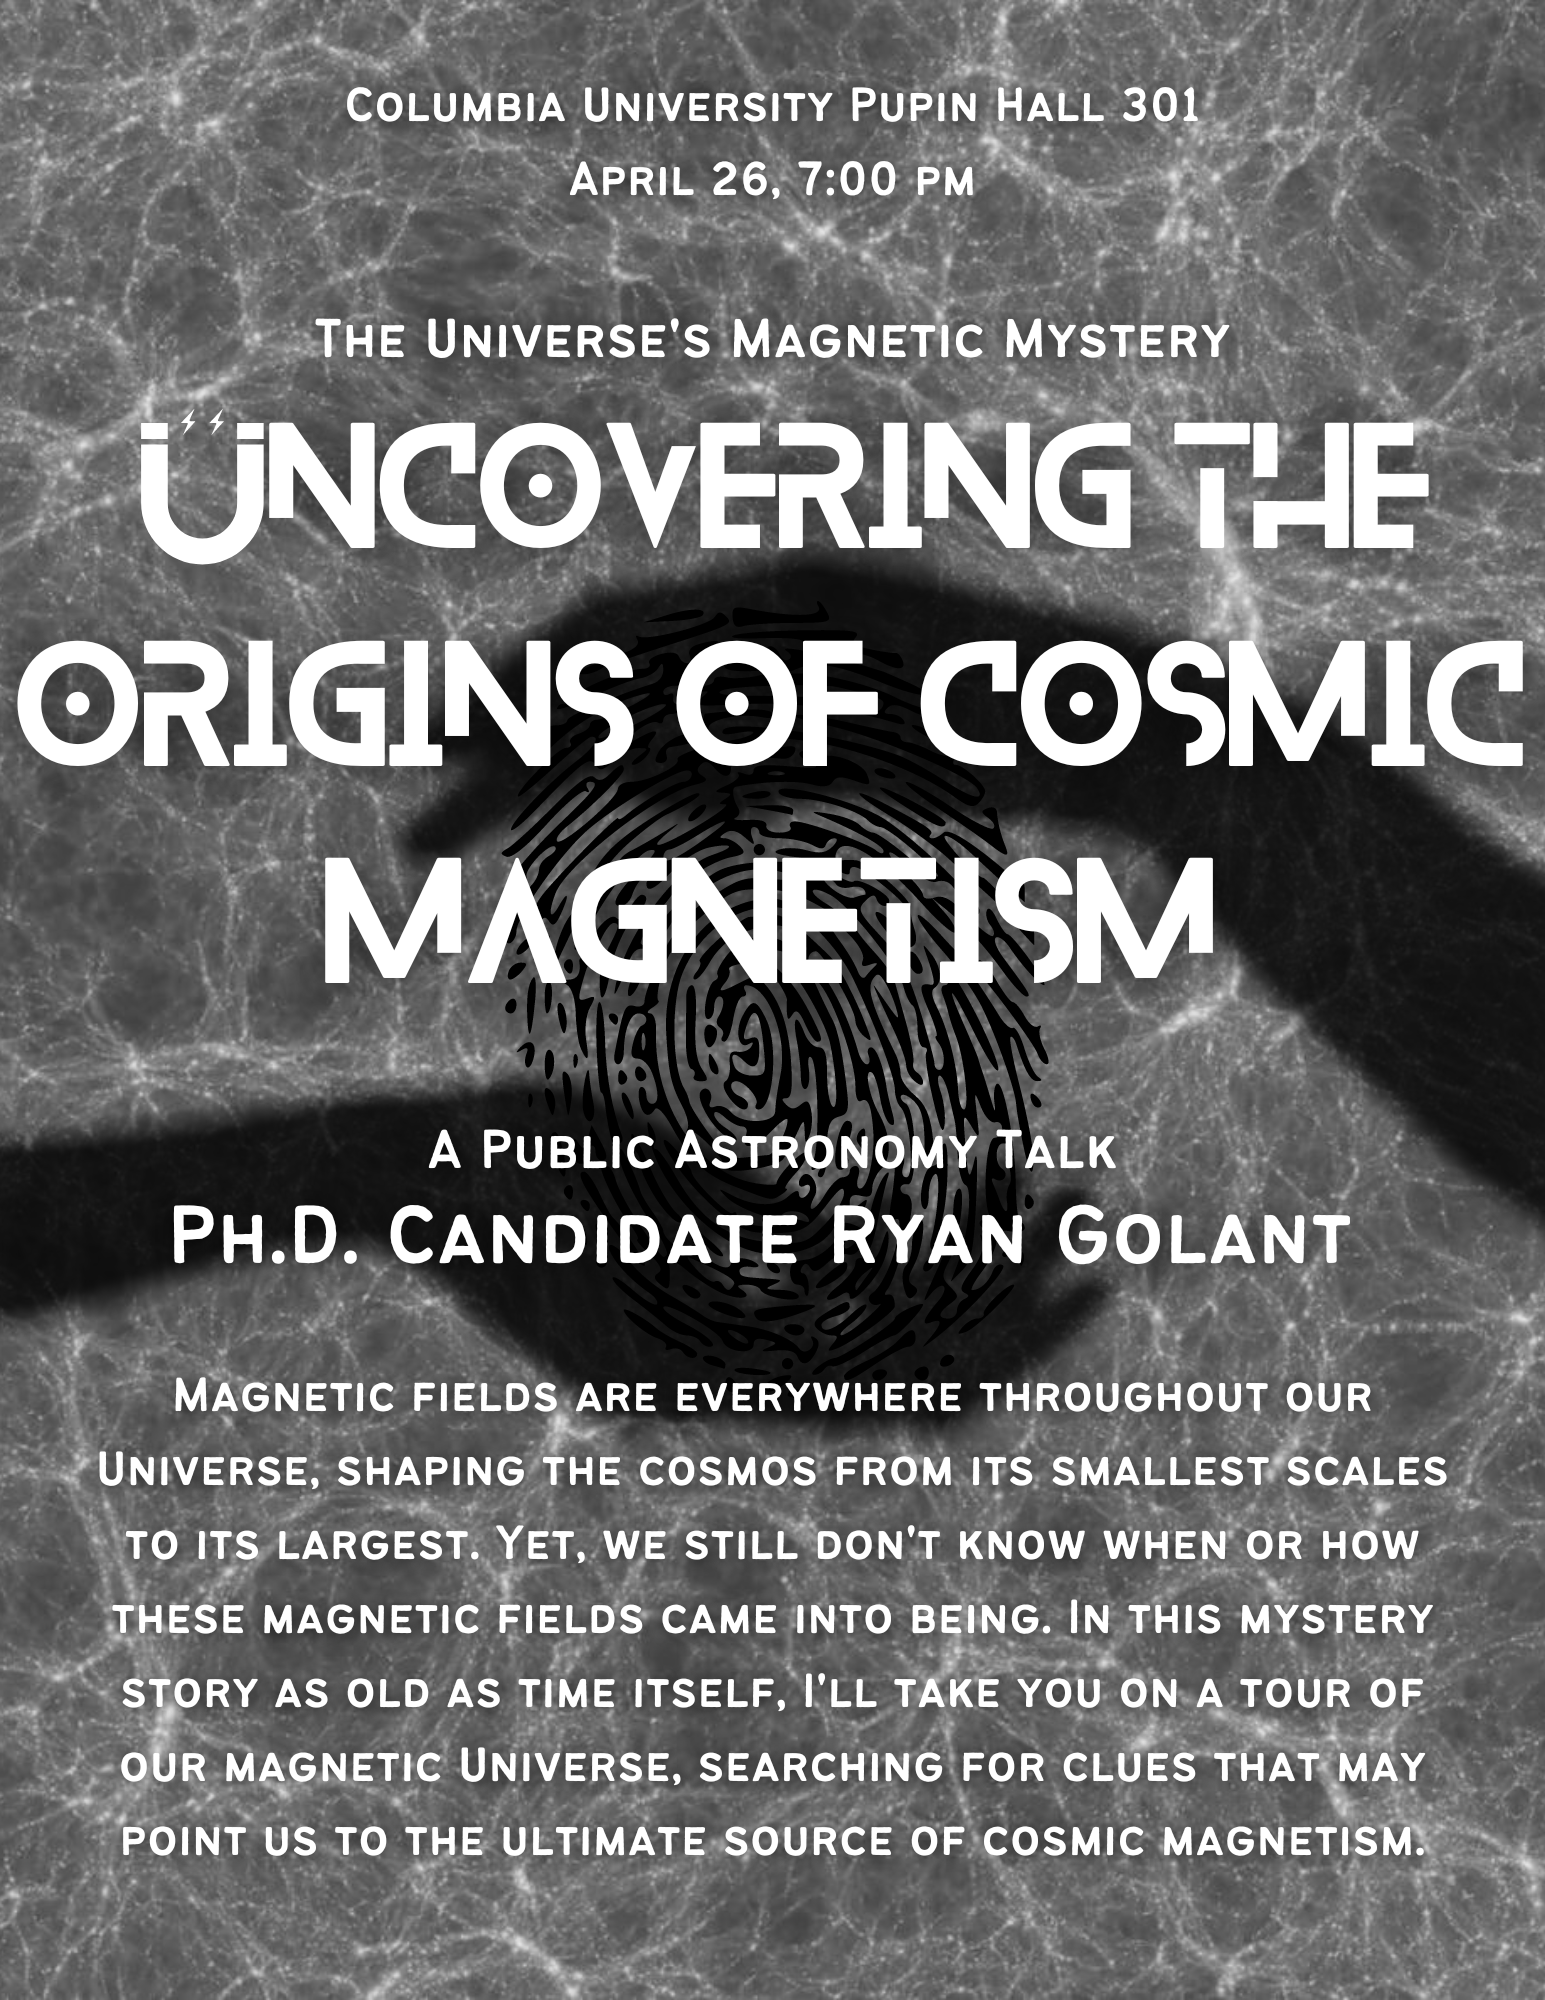 Columbia University Pupin Hall 301
April 26, 7:00 pm
The Universe's Magnetic Mystery
Uncovering the
origins of cosmic
magnetism
A Public Astronomy Talk
Ph.D. Candidate Ryan Golant
Magnetic fields are everywhere throughout our
Universe, shaping the cosmos from its smallest scales
to its largest. Yet, we still don't know when or how
these magnetic fields came into being. In this mystery
story as old as time itself, I'll take you on a tour of
our magnetic Universe, searching for clues that may
point us to the ultimate source of cosmic magnetism.